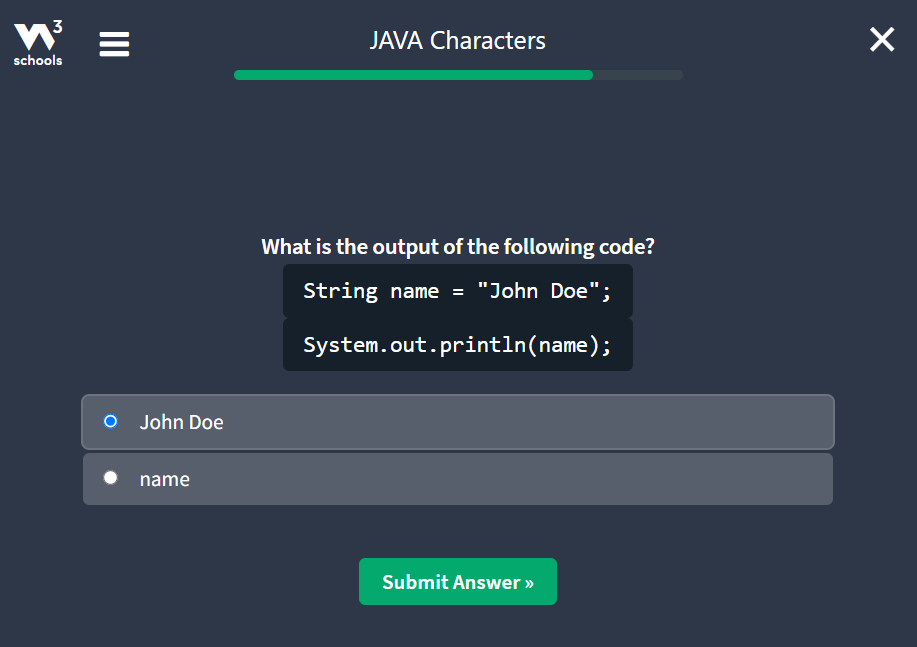 W3
schools
JAVA Characters
What is the output of the following code?
String name = "John Doe";
System.out.println(name);
John Doe
name
Submit Answer »